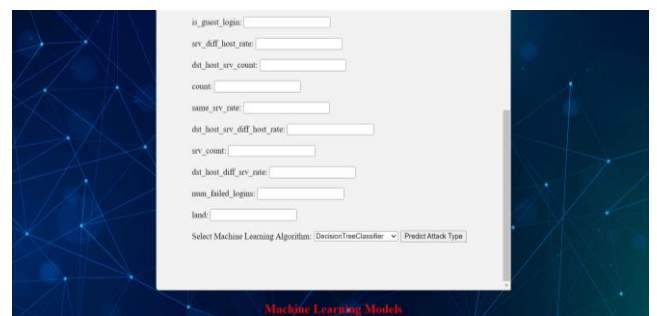 is_guest_login:
srv_diff_host_rate:
dst_host_srv_count:
count:
same_srv_rate:
dst_host_srv_diff_host_rate:
srv_count:
dst_host_diff_srv_rate:
num_failed_logins:
land:
Select Machine Learning Algorithm: DecisionTreeClassifier Predict Attack Type
Machine Learning Models